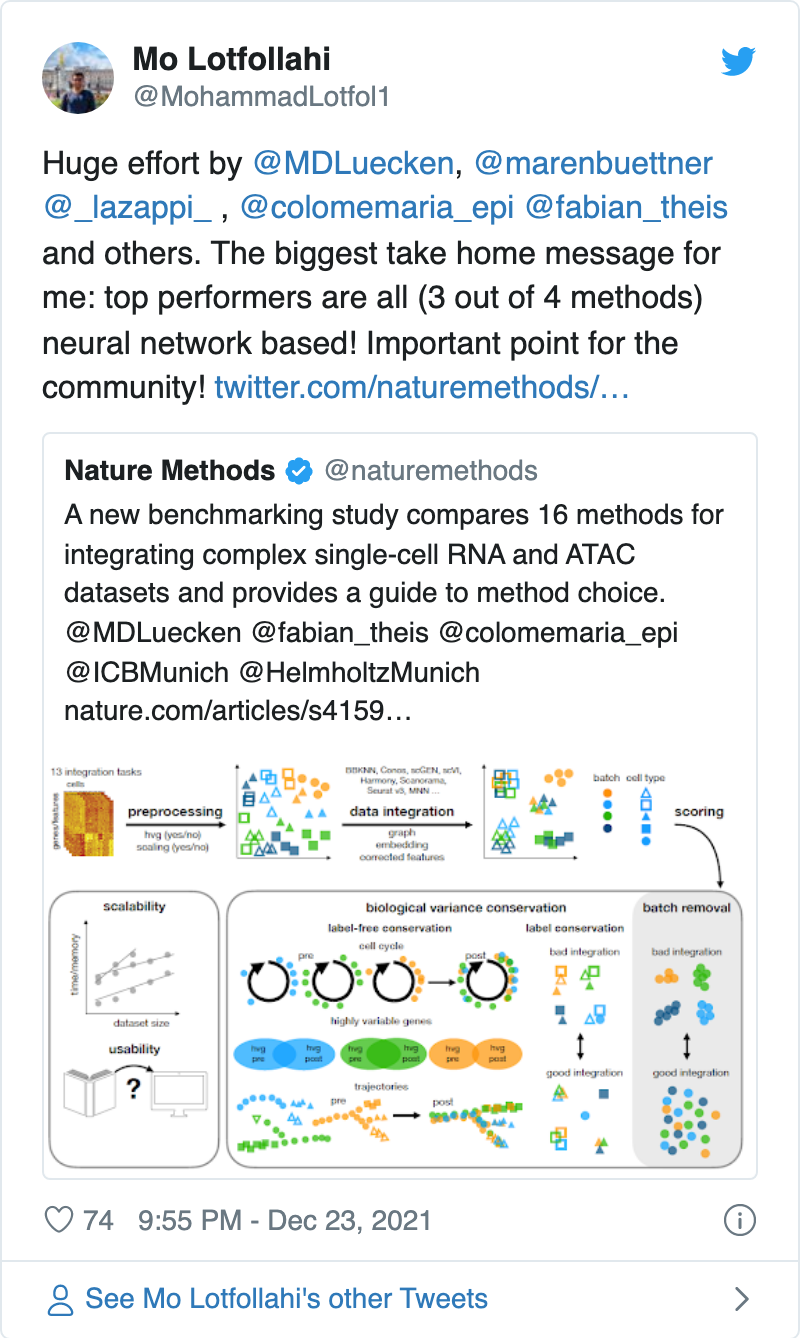 Mo Lotfollahi
@MohammadLotfol1
Huge effort by @MDLuecken, @marenbuettner
@_lazappi_ , @colomemaria_epi @fabian_theis
and others. The biggest take home message for
me: top performers are all (3 out of 4 methods)
neural network based! Important point for the
community! twitter.com/naturemethods/…
Nature Methods @naturemethods
A new benchmarking study compares 16 methods for
integrating complex single-cell RNA and ATAC
datasets and provides a guide to method choice.
@MDLuecken @fabian_theis @colomemaria_epi
@ICBMunich @HelmholtzMunich
nature.com/articles/s4159…
13 integration tasks
cells
genes/features
preprocessing
hvg (yes/no)
scaling (yes/no)
BBKNN, Conos, scGEN, scVI,
Harmony, Scanorama,
Seurat v3, MNN ...
data integration
graph
embedding
corrected features
batch cell type
scoring
scalability
time/memory
dataset size
usability
?
biological variance conservation
label-free conservation
cell cycle
pre
post
highly variable genes
hvg pre
hvg post
hvg pre
hvg post
hvg pre
hvg post
trajectories
pre
post
label conservation
bad integration
good integration
batch removal
bad integration
good integration
74 9:55 PM - Dec 23, 2021
See Mo Lotfollahi's other Tweets